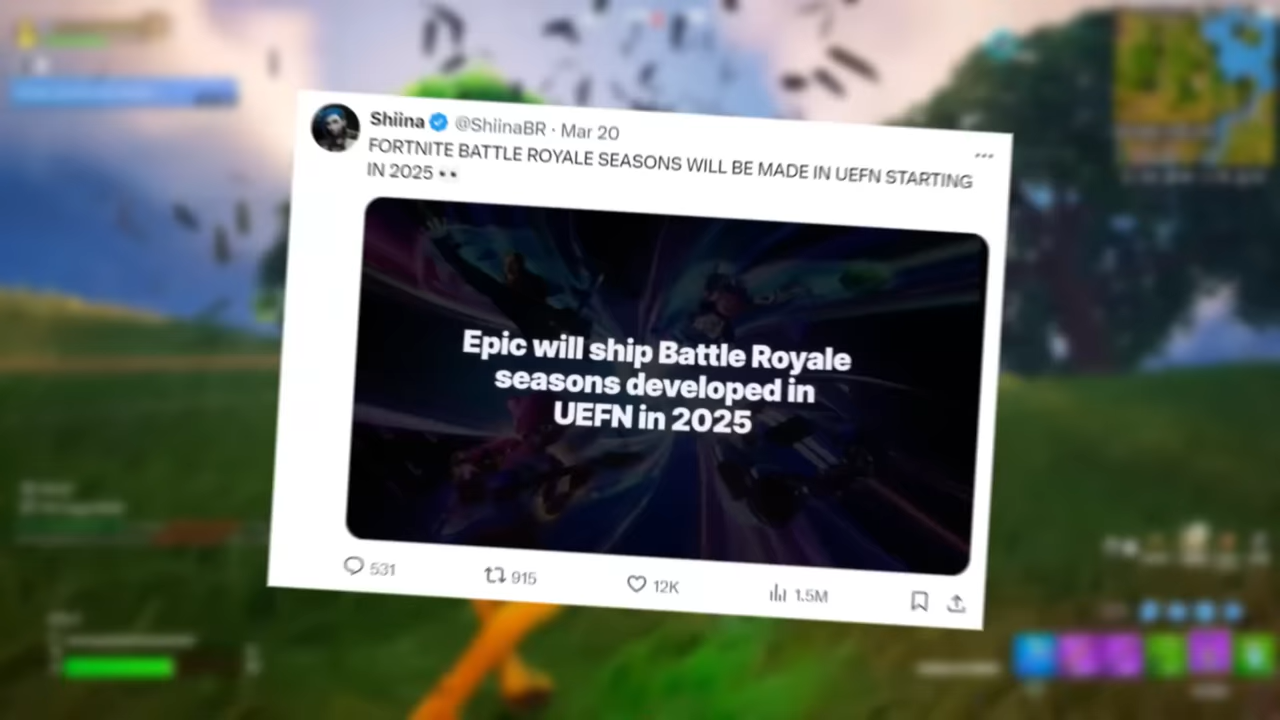 Shiina @ShiinaBR · Mar 20
FORTNITE BATTLE ROYALE SEASONS WILL BE MADE IN UEFN STARTING
IN 2025 👀
Epic will ship Battle Royale
seasons developed in
UEFN in 2025
531 915 12K 1.5M